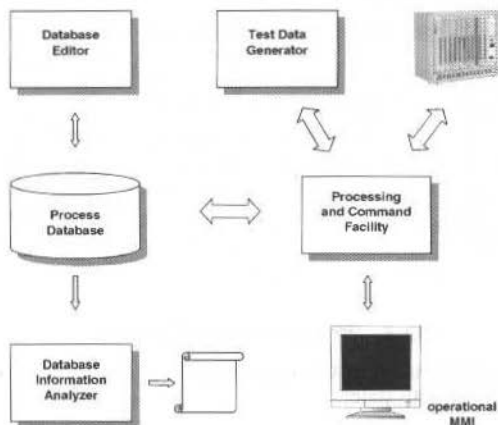 Database
Editor
Test Data
Generator
Process
Database
Processing
and Command
Facility
Database
Information
Analyzer
operational
MMI